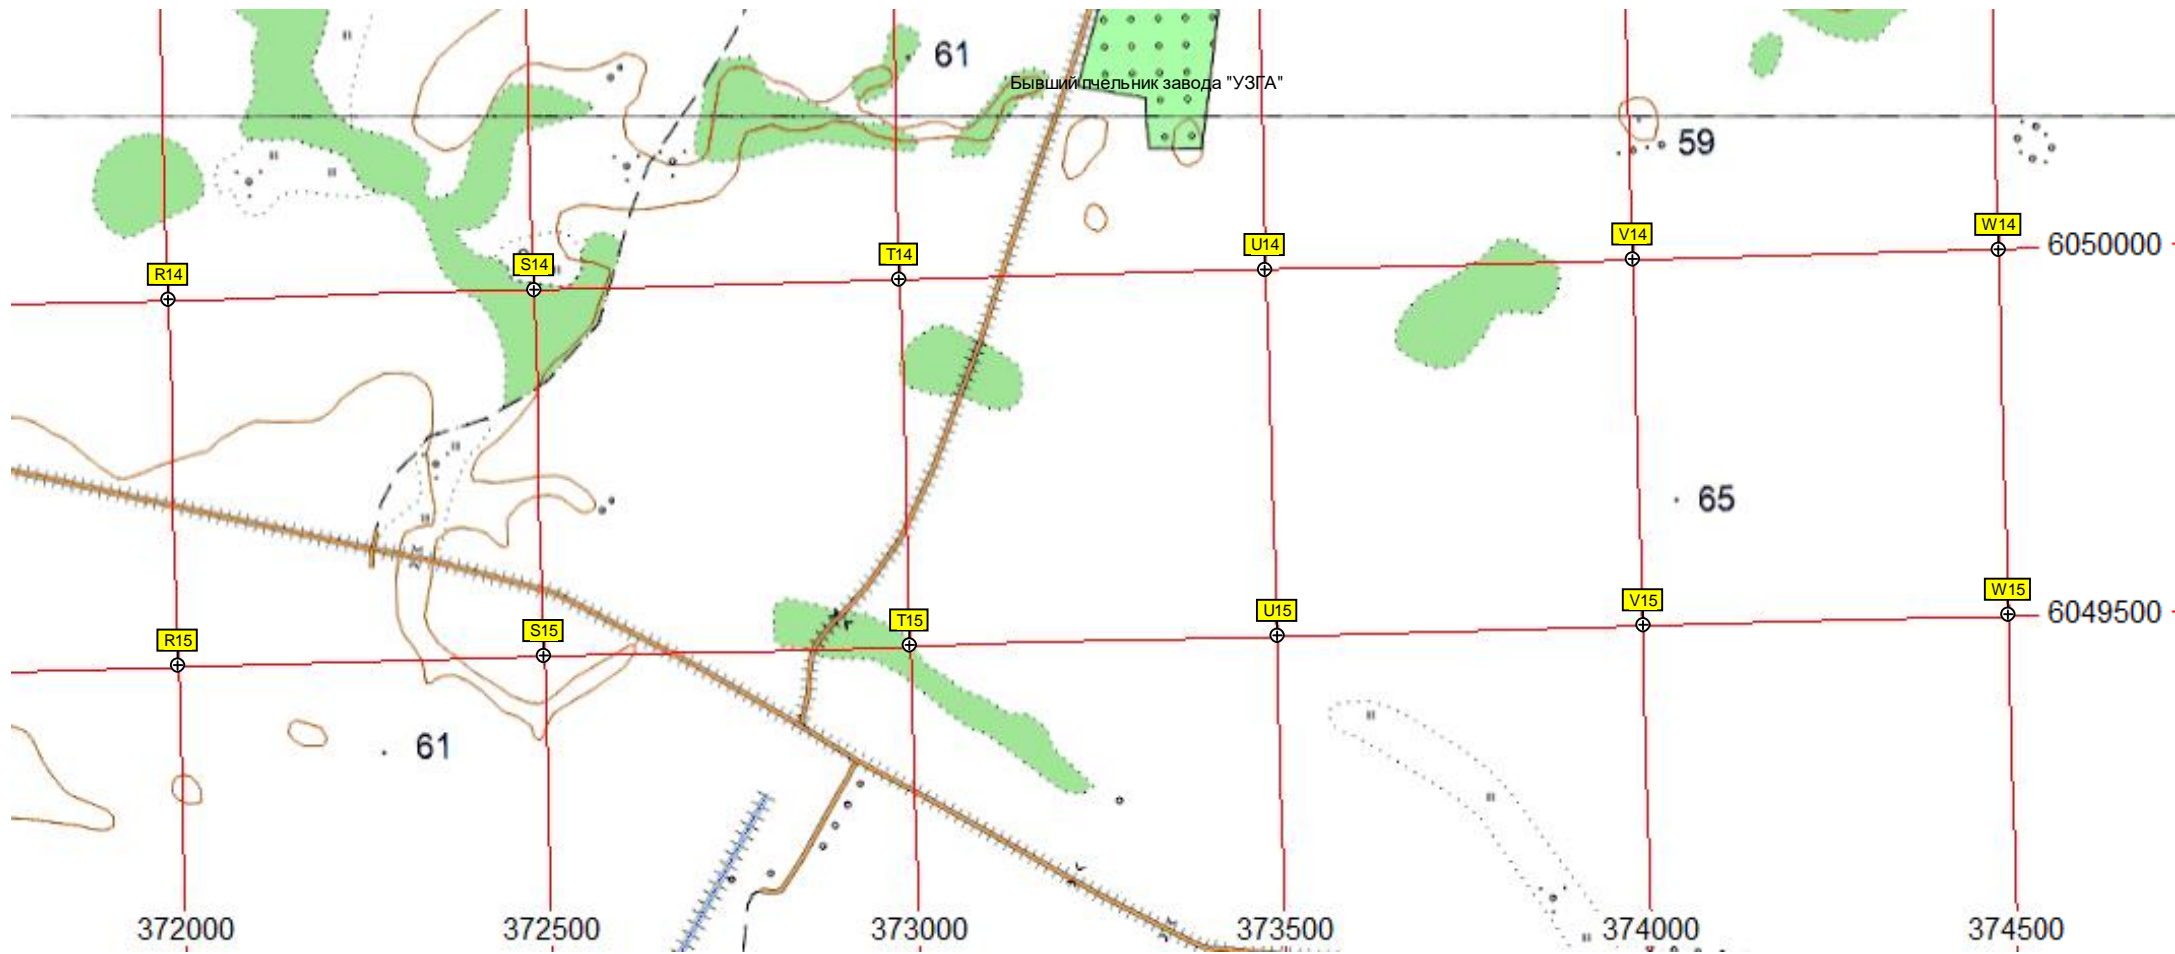 61
Бывший пчельник завода "УЗГА"
59
R14
S14
T14
U14
V14
W14
6050000
65
R15
S15
T15
U15
V15
W15
6049500
61
372000
372500
373000
373500
374000
374500